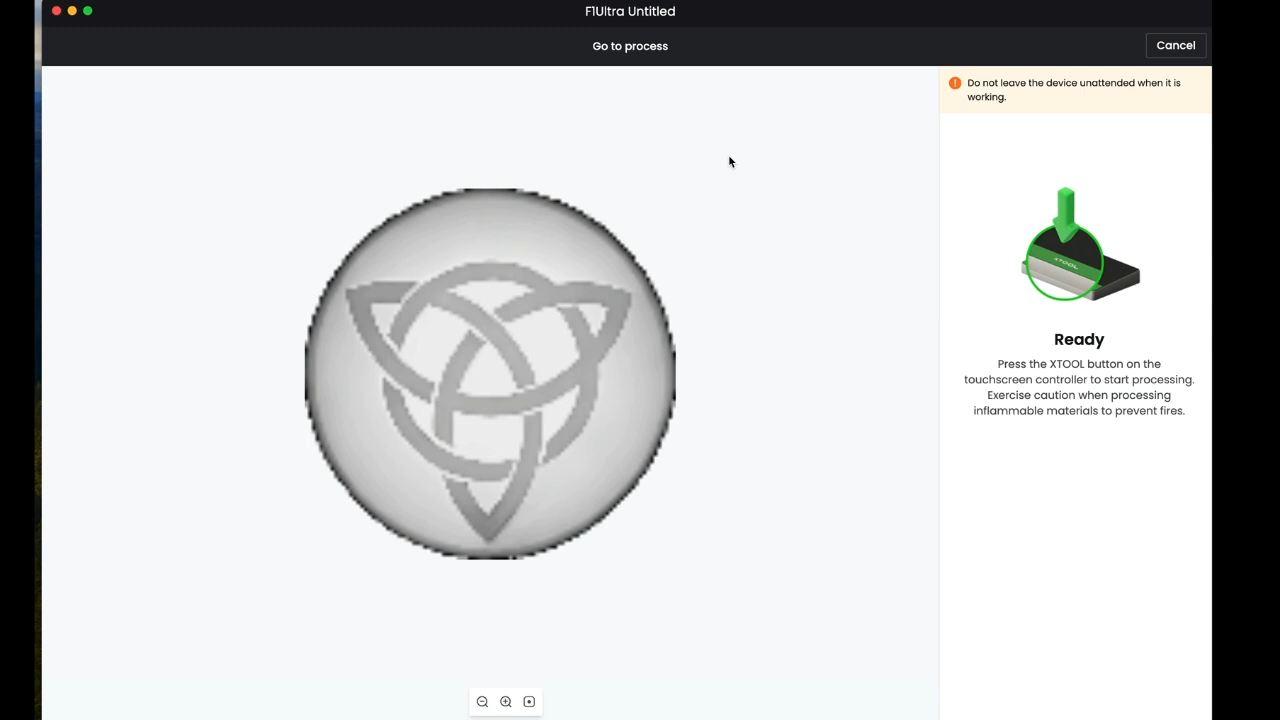 F1Ultra Untitled
Go to process
Cancel
Do not leave the device unattended when it is
working.
XTOOL
Ready
Press the XTOOL button on the
touchscreen controller to start processing.
Exercise caution when processing
inflammable materials to prevent fires.